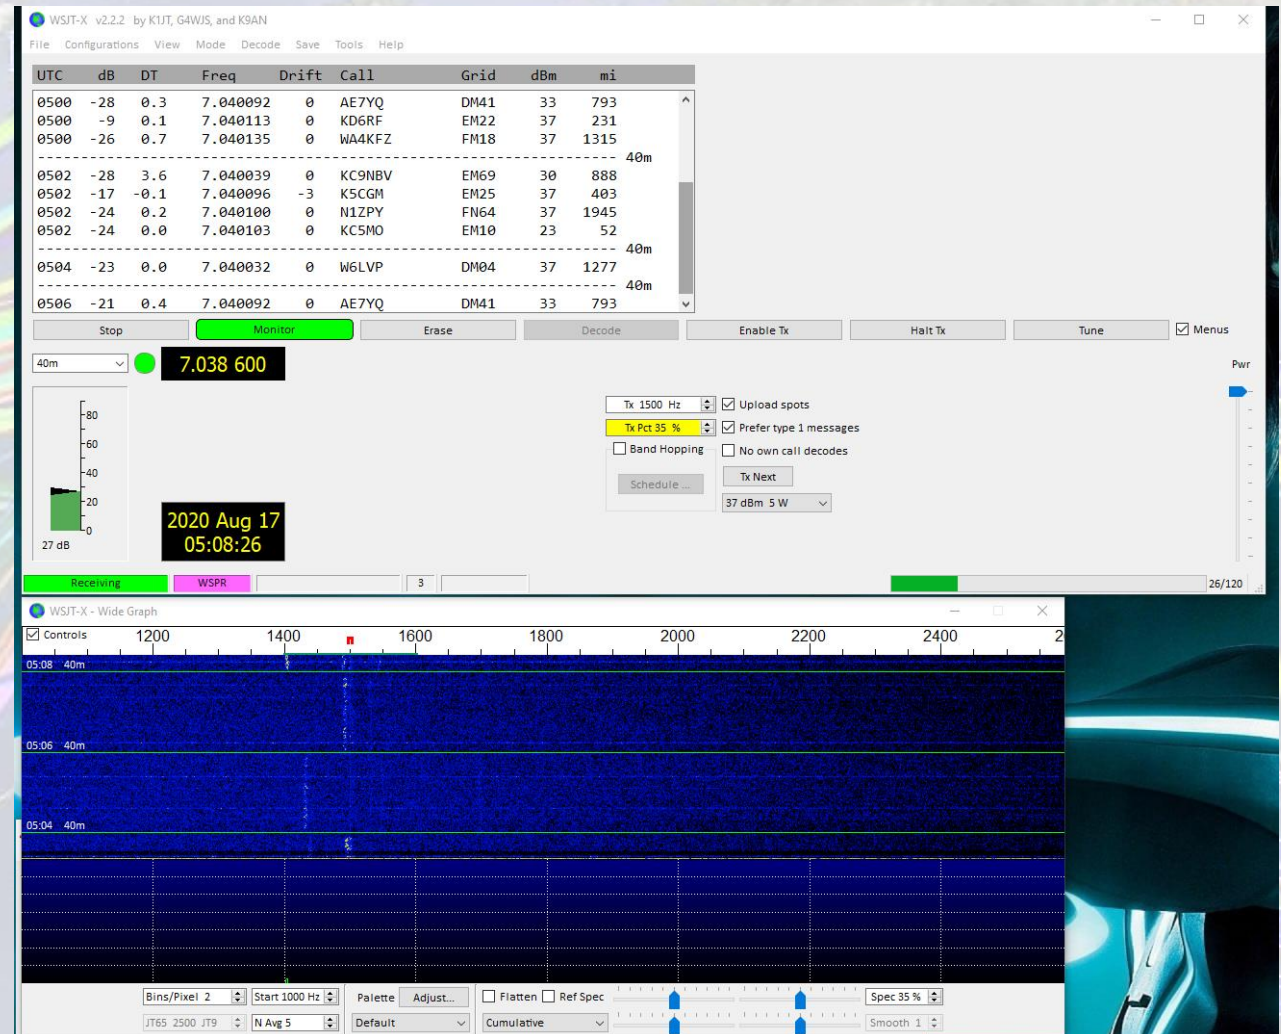 WSJT-X v2.2.2 by K1JT, G4WJS, and K9AN
File Configurations View Mode Decode Save Tools Help
UTC dB DT Freq Drift Call Grid dBm mi
0500 -28 0.3 7.040092 0 AE7YQ DM41 33 793
0500 -9 0.1 7.040113 0 KD6RF EM22 37 231
0500 -26 0.7 7.040135 0 WA4KFZ FM18 37 1315
---------------------------------------------------------------- 40m
0502 -28 3.6 7.040039 0 KC9NBV EM69 30 888
0502 -17 -0.1 7.040096 -3 K5CGM EM25 37 403
0502 -24 0.2 7.040100 0 N1ZPY FN64 37 1945
0502 -24 0.0 7.040103 0 KC5MO EM10 23 52
---------------------------------------------------------------- 40m
0504 -23 0.0 7.040032 0 W6LVP DM04 37 1277
---------------------------------------------------------------- 40m
0506 -21 0.4 7.040092 0 AE7YQ DM41 33 793
Stop Monitor Erase Decode Enable Tx Halt Tx Tune Menus
40m 7.038 600 Pwr
Tx 1500 Hz Upload spots
Tx Pct 35 % Prefer type 1 messages
Band Hopping No own call decodes
Schedule ... Tx Next
37 dBm 5 W
80
60
40
20
0
27 dB
2020 Aug 17
05:08:26
Receiving WSPR 3 26/120
WSJT-X - Wide Graph
Controls 1200 1400 1600 1800 2000 2200 2400 2
05:08 40m
05:06 40m
05:04 40m
Bins/Pixel 2 Start 1000 Hz Palette Adjust... Flatten Ref Spec Spec 35 %
JT65 2500 JT9 N Avg 5 Default Cumulative Smooth 1